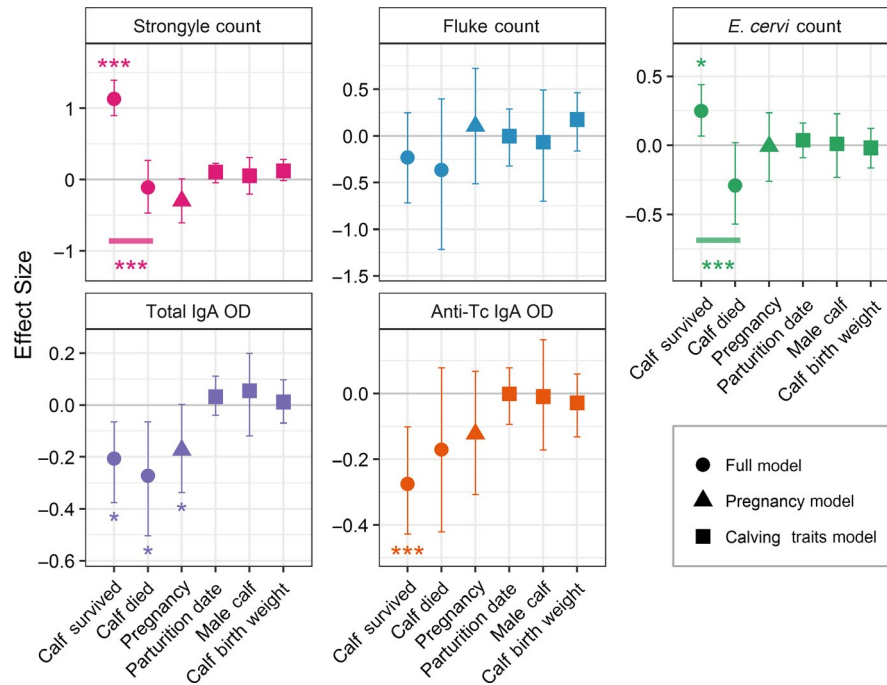 Strongyle count
Fluke count
E. cervi count
Effect Size
1
0
−1
***
***
0.5
0.0
−0.5
−1.0
−1.5
0.5
0.0
−0.5
*
***
Calf survived
Calf died
Pregnancy
Parturition date
Male calf
Calf birth weight
Total IgA OD
Anti-Tc IgA OD
0.2
0.0
−0.2
−0.4
−0.6
*
*
*
0.0
−0.2
−0.4
***
Calf survived
Calf died
Pregnancy
Parturition date
Male calf
Calf birth weight
Calf survived
Calf died
Pregnancy
Parturition date
Male calf
Calf birth weight
Full model
Pregnancy model
Calving traits model